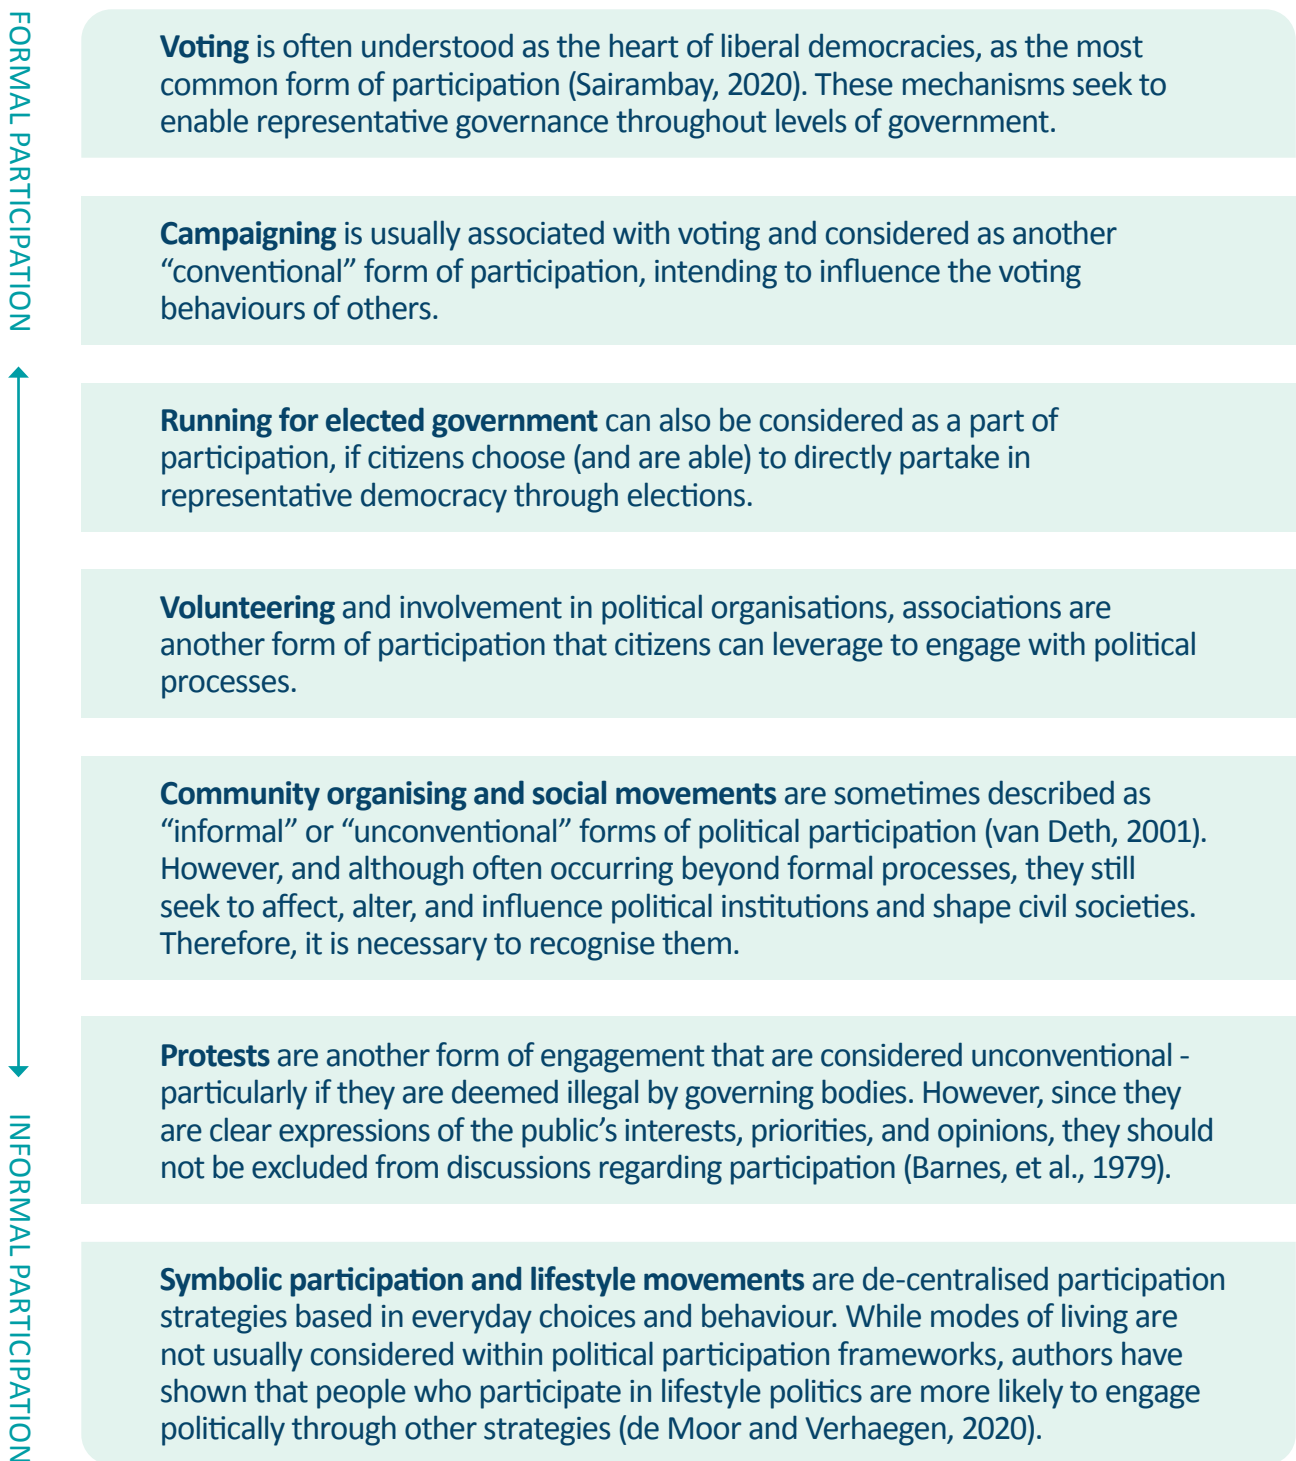 FORMAL PARTICIPATION
Voting is often understood as the heart of liberal democracies, as the most
common form of participation (Sairambay, 2020). These mechanisms seek to
enable representative governance throughout levels of government.
Campaigning is usually associated with voting and considered as another
“conventional” form of participation, intending to influence the voting
behaviours of others.
Running for elected government can also be considered as a part of
participation, if citizens choose (and are able) to directly partake in
representative democracy through elections.
Volunteering and involvement in political organisations, associations are
another form of participation that citizens can leverage to engage with political
processes.
Community organising and social movements are sometimes described as
“informal” or “unconventional” forms of political participation (van Deth, 2001).
However, and although often occurring beyond formal processes, they still
seek to affect, alter, and influence political institutions and shape civil societies.
Therefore, it is necessary to recognise them.
Protests are another form of engagement that are considered unconventional -
particularly if they are deemed illegal by governing bodies. However, since they
are clear expressions of the public’s interests, priorities, and opinions, they should
not be excluded from discussions regarding participation (Barnes, et al., 1979).
INFORMAL PARTICIPATION
Symbolic participation and lifestyle movements are de-centralised participation
strategies based in everyday choices and behaviour. While modes of living are
not usually considered within political participation frameworks, authors have
shown that people who participate in lifestyle politics are more likely to engage
politically through other strategies (de Moor and Verhaegen, 2020).